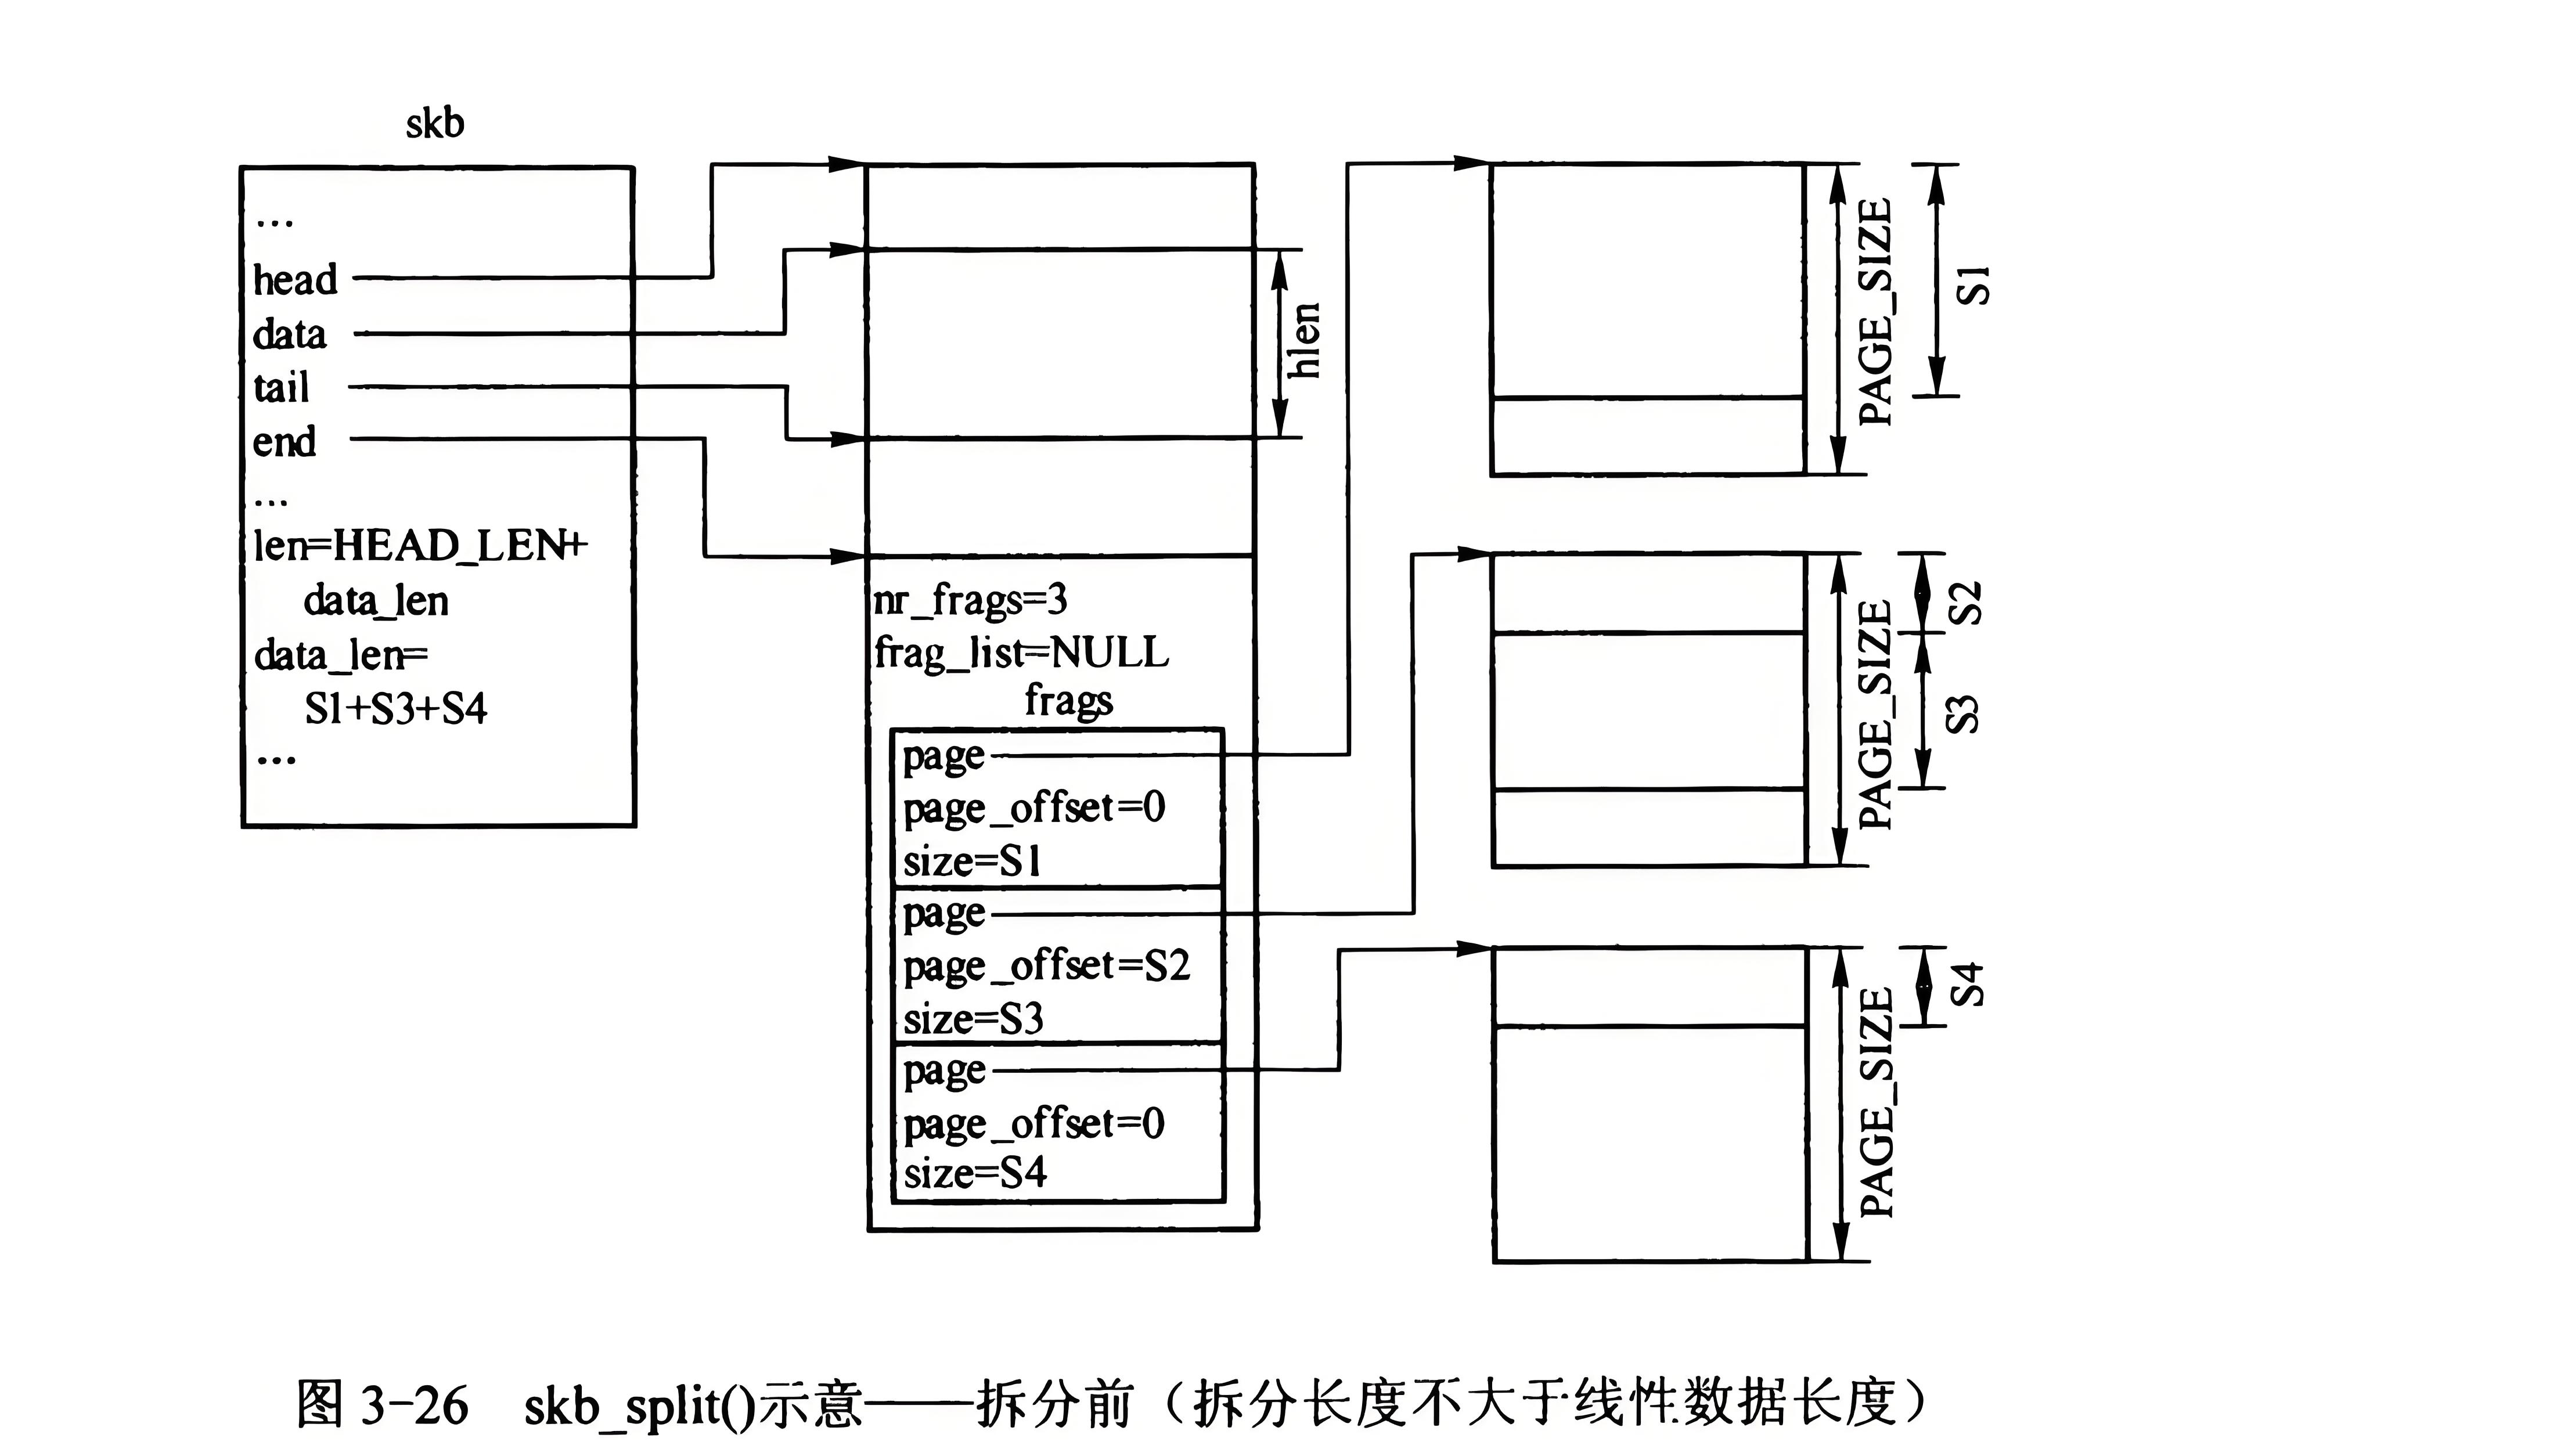 skb
...
head
data
tail
end
...
len=HEAD_LEN+
data_len
data_len=
S1+S3+S4
...
hlen
nr_frags=3
frag_list=NULL
frags
page
page_offset=0
size=S1
page
page_offset=S2
size=S3
page
page_offset=0
size=S4
PAGE_SIZE
S1
PAGE_SIZE
S2
S3
PAGE_SIZE
S4
图 3-26 skb_split()示意——拆分前（拆分长度不大于线性数据长度）